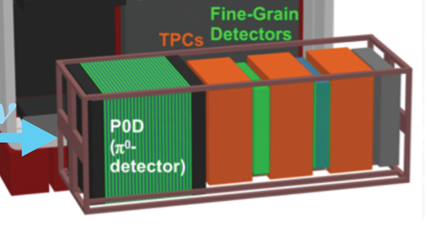 Fine-Grain
Detectors
TPCs
ν
P0D
(π⁰-
detector)